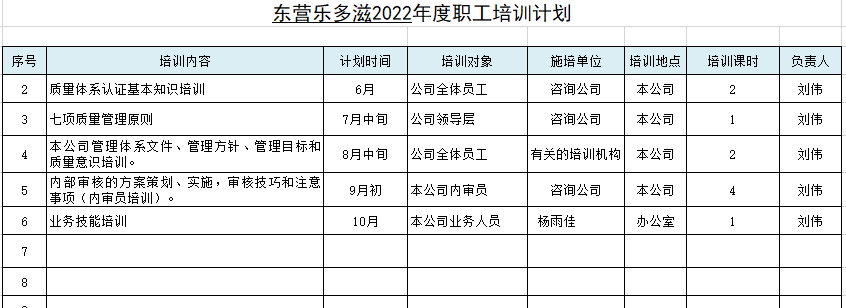 东营乐多滋2022年度职工培训计划
序号 培训内容 计划时间 培训对象 施培单位 培训地点 培训课时 负责人
2 质量体系认证基本知识培训 6月 公司全体员工 咨询公司 本公司 2 刘伟
3 七项质量管理原则 7月中旬 公司领导层 咨询公司 本公司 1 刘伟
4 本公司管理体系文件、管理方针、管理目标和 8月中旬 公司全体员工 有关的培训机构 本公司 2 刘伟
质量意识培训。
5 内部审核的方案策划、实施，审核技巧和注意 9月初 本公司内审员 咨询公司 本公司 4 刘伟
事项（内审员培训）。
6 业务技能培训 10月 本公司业务人员 杨雨佳 办公室 1 刘伟
7
8